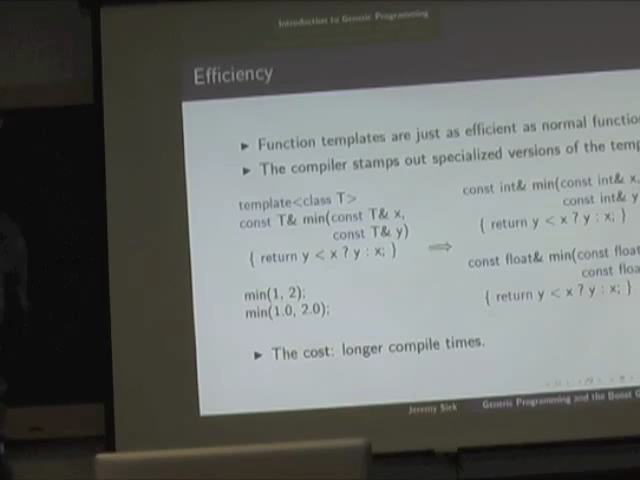 Introduction to Generic Programming
Efficiency
► Function templates are just as efficient as normal function
► The compiler stamps out specialized versions of the temp
template<class T>
const T& min(const T& x,
const T& y)
{ return y < x ? y : x; }
min(1, 2);
min(1.0, 2.0);
⇒
const int& min(const int& x,
const int& y
{ return y < x ? y : x; }
const float& min(const float
const floa
{ return y < x ? y : x; }
► The cost: longer compile times.
Jeremy Siek
Generic Programming and the Boost G